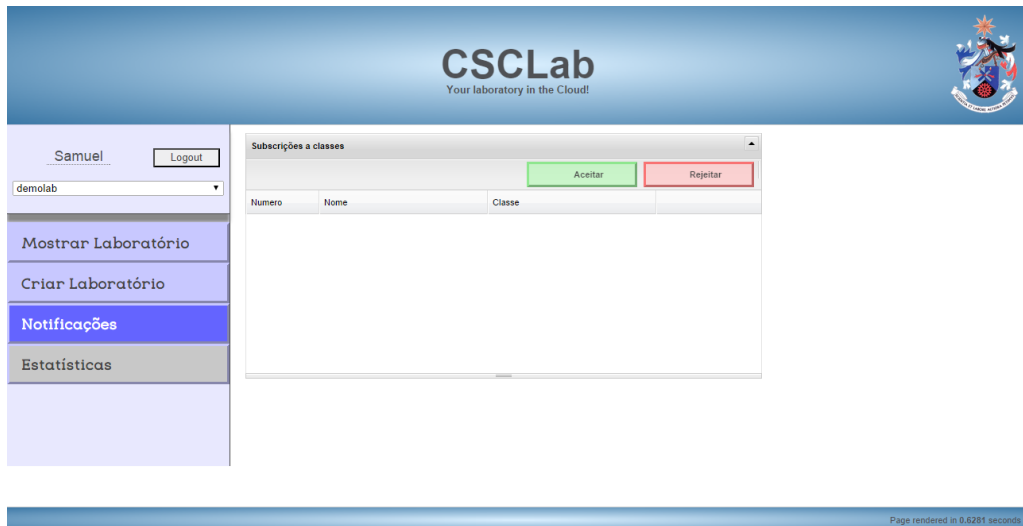 CSCLab
Your laboratory in the Cloud!
Samuel
Logout
demolab
Mostrar Laboratório
Criar Laboratório
Notificações
Estatísticas
Subscrições a classes
Aceitar
Rejeitar
Numero
Nome
Classe
Page rendered in 0.6281 seconds